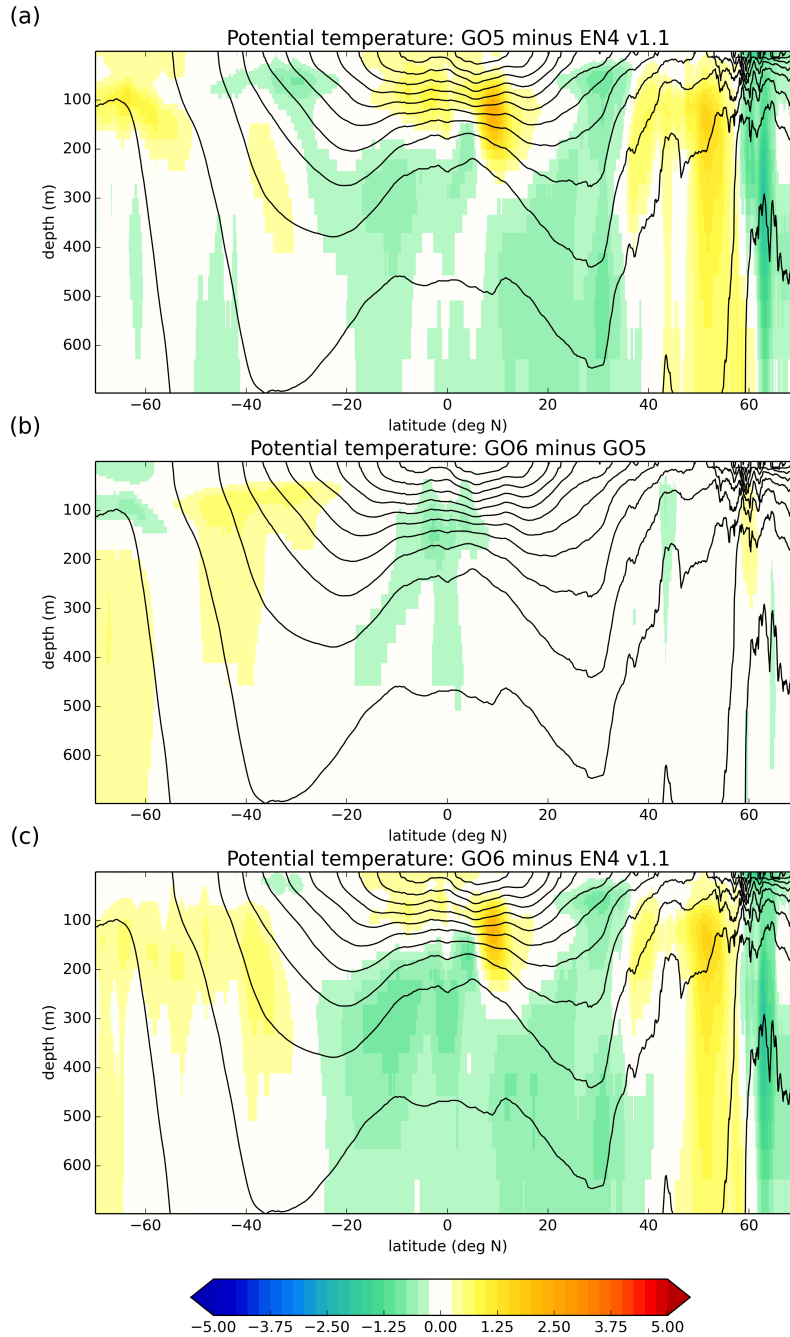 (a)
Potential temperature: GO5 minus EN4 v1.1
100
200
300
400
500
600
depth (m)
−60 −40 −20 0 20 40 60
latitude (deg N)
(b)
Potential temperature: GO6 minus GO5
100
200
300
400
500
600
depth (m)
−60 −40 −20 0 20 40 60
latitude (deg N)
(c)
Potential temperature: GO6 minus EN4 v1.1
100
200
300
400
500
600
depth (m)
−60 −40 −20 0 20 40 60
latitude (deg N)
−5.00 −3.75 −2.50 −1.25 0.00 1.25 2.50 3.75 5.00